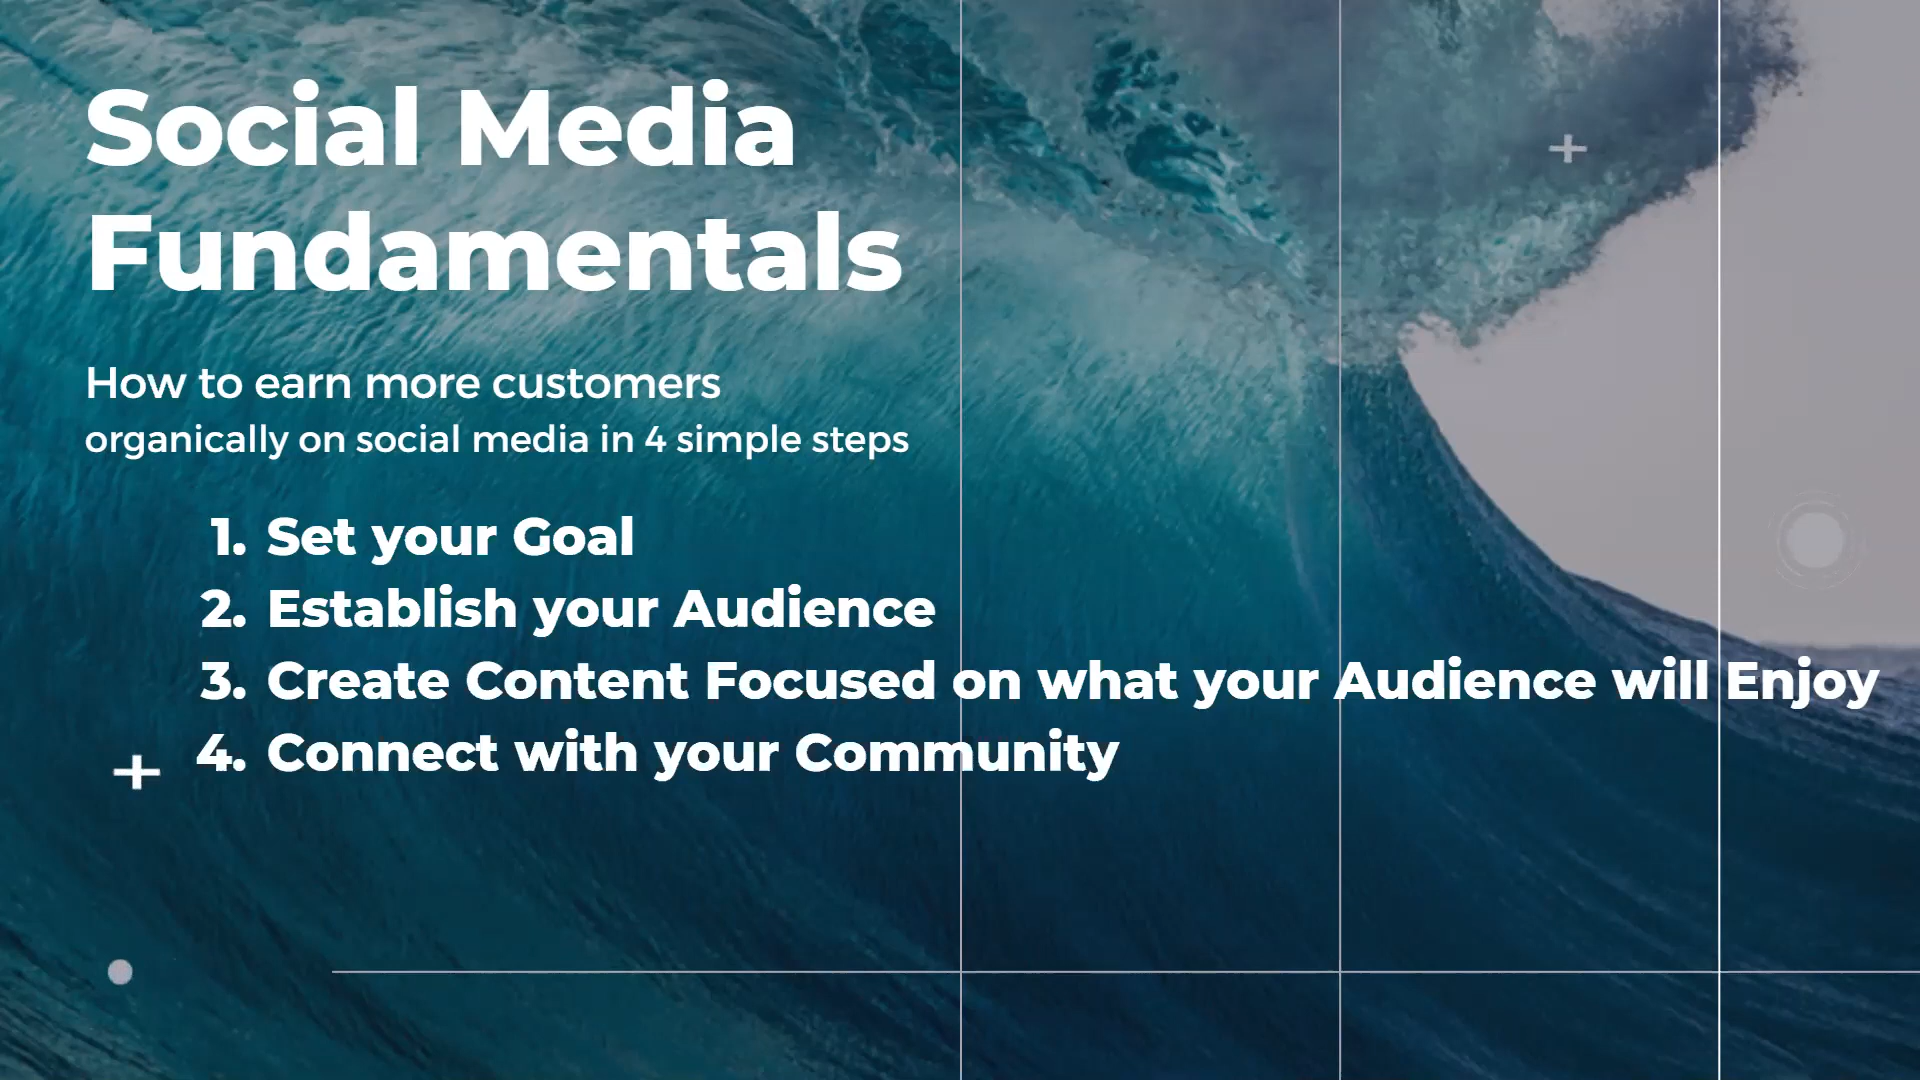 Social Media
Fundamentals
How to earn more customers
organically on social media in 4 simple steps
1. Set your Goal
2. Establish your Audience
3. Create Content Focused on what your Audience will Enjoy
4. Connect with your Community